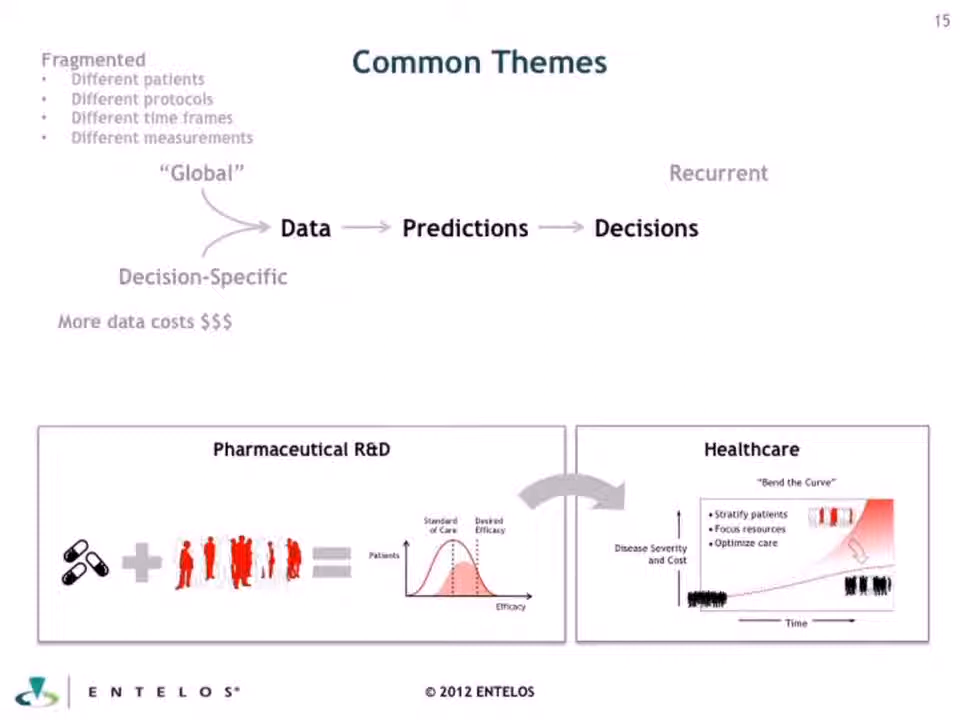 15
Common Themes
Fragmented
• Different patients
• Different protocols
• Different time frames
• Different measurements
“Global”
Recurrent
Data
Predictions
Decisions
Decision-Specific
More data costs $$$
Pharmaceutical R&D
Standard
of Care
Desired
Efficacy
Patients
Efficacy
Healthcare
“Bend the Curve”
• Stratify patients
• Focus resources
• Optimize care
Disease Severity
and Cost
Time
ENTELOS®
© 2012 ENTELOS